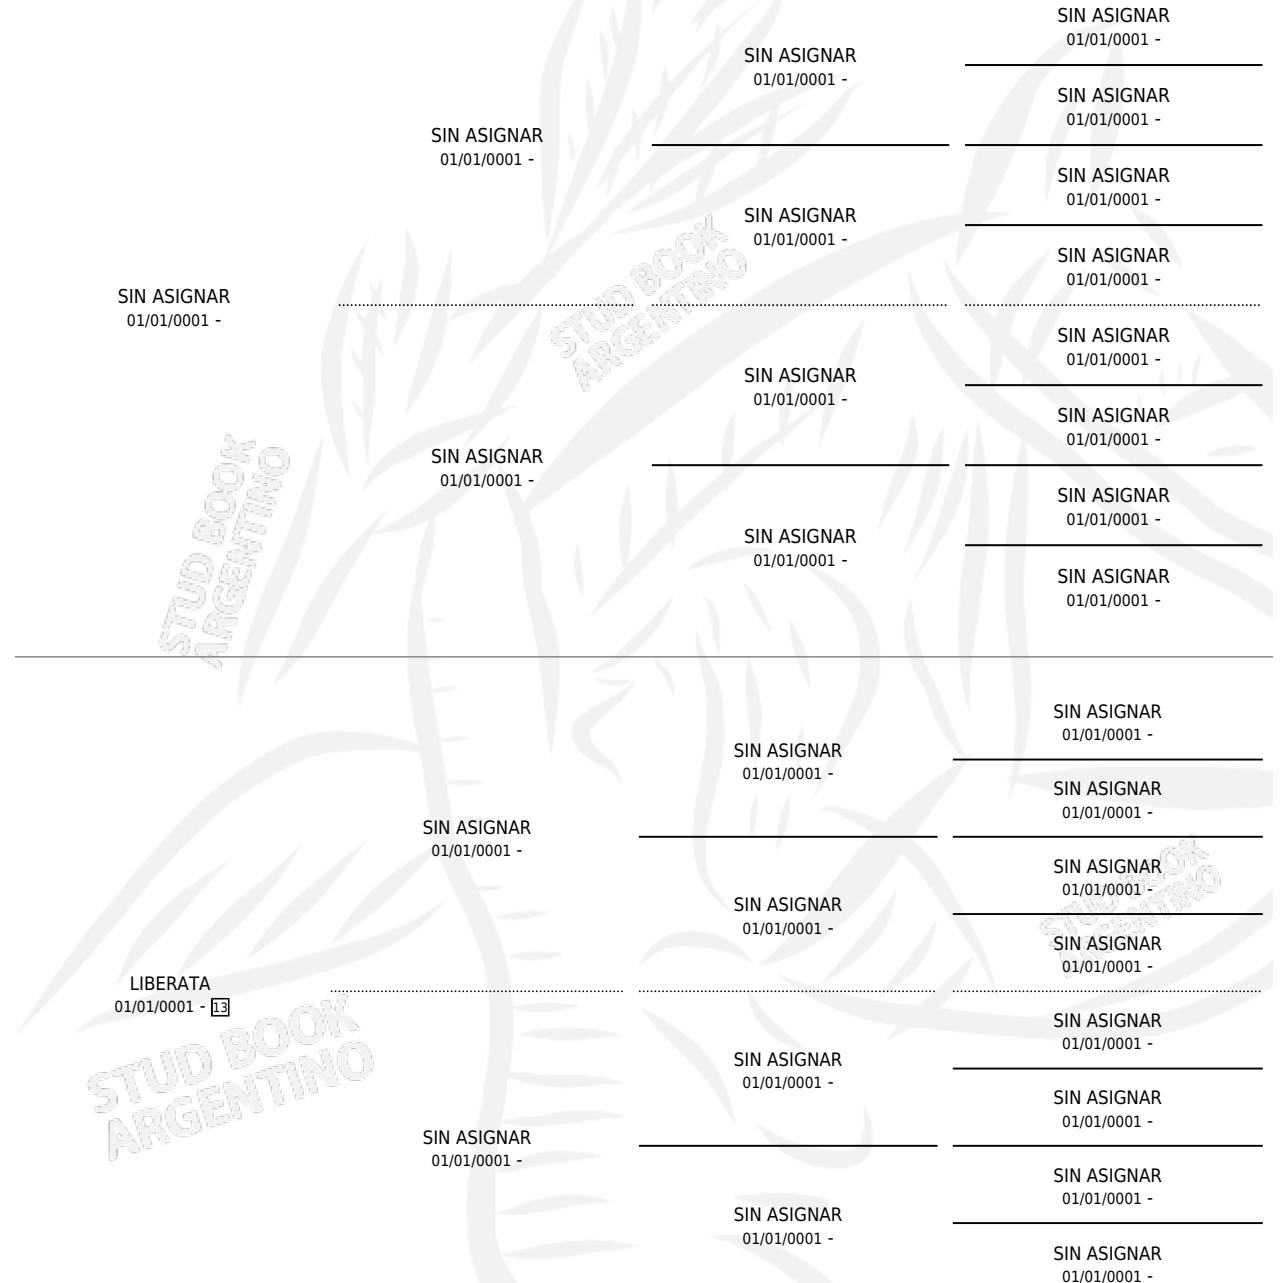 SIN ASIGNAR
01/01/0001 -
SIN ASIGNAR
01/01/0001 -
SIN ASIGNAR
01/01/0001 -
SIN ASIGNAR
01/01/0001 -
SIN ASIGNAR
01/01/0001 -
SIN ASIGNAR
01/01/0001 -
SIN ASIGNAR
01/01/0001 -
SIN ASIGNAR
01/01/0001 -
STUD BOOK
ARGENTINO
SIN ASIGNAR
01/01/0001 -
SIN ASIGNAR
01/01/0001 -
SIN ASIGNAR
01/01/0001 -
SIN ASIGNAR
01/01/0001 -
SIN ASIGNAR
01/01/0001 -
STUD BOOK
ARGENTINO
SIN ASIGNAR
01/01/0001 -
SIN ASIGNAR
01/01/0001 -
SIN ASIGNAR
01/01/0001 -
SIN ASIGNAR
01/01/0001 -
SIN ASIGNAR
01/01/0001 -
SIN ASIGNAR
01/01/0001 -
SIN ASIGNAR
01/01/0001 -
SIN ASIGNAR
01/01/0001 -
SIN ASIGNAR
01/01/0001 -
STUD BOOK
ARGENTINO
SIN ASIGNAR
01/01/0001 -
SIN ASIGNAR
01/01/0001 -
LIBERATA
01/01/0001 - 13
STUD BOOK
ARGENTINO
SIN ASIGNAR
01/01/0001 -
SIN ASIGNAR
01/01/0001 -
SIN ASIGNAR
01/01/0001 -
SIN ASIGNAR
01/01/0001 -
SIN ASIGNAR
01/01/0001 -
SIN ASIGNAR
01/01/0001 -
SIN ASIGNAR
01/01/0001 -